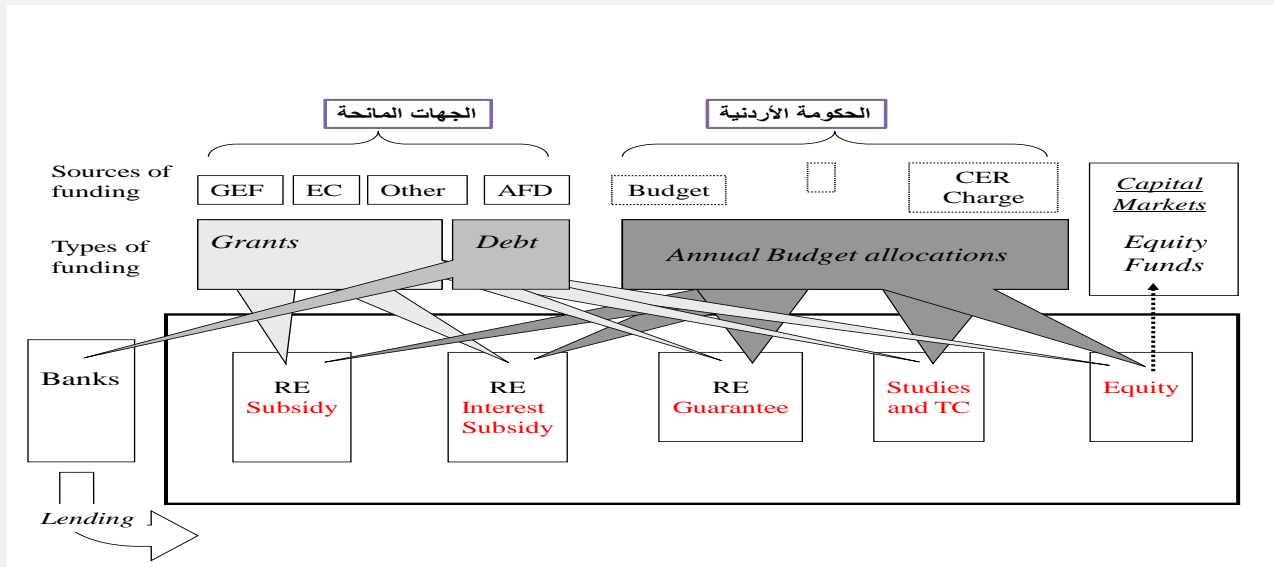 الجهات المانحة
الحكومة الأردنية
Sources of
funding
GEF
EC
Other
AFD
Budget
CER
Charge
Capital
Markets
Equity
Funds
Types of
funding
Grants
Debt
Annual Budget allocations
Banks
RE
Subsidy
RE
Interest
Subsidy
RE
Guarantee
Studies
and TC
Equity
Lending